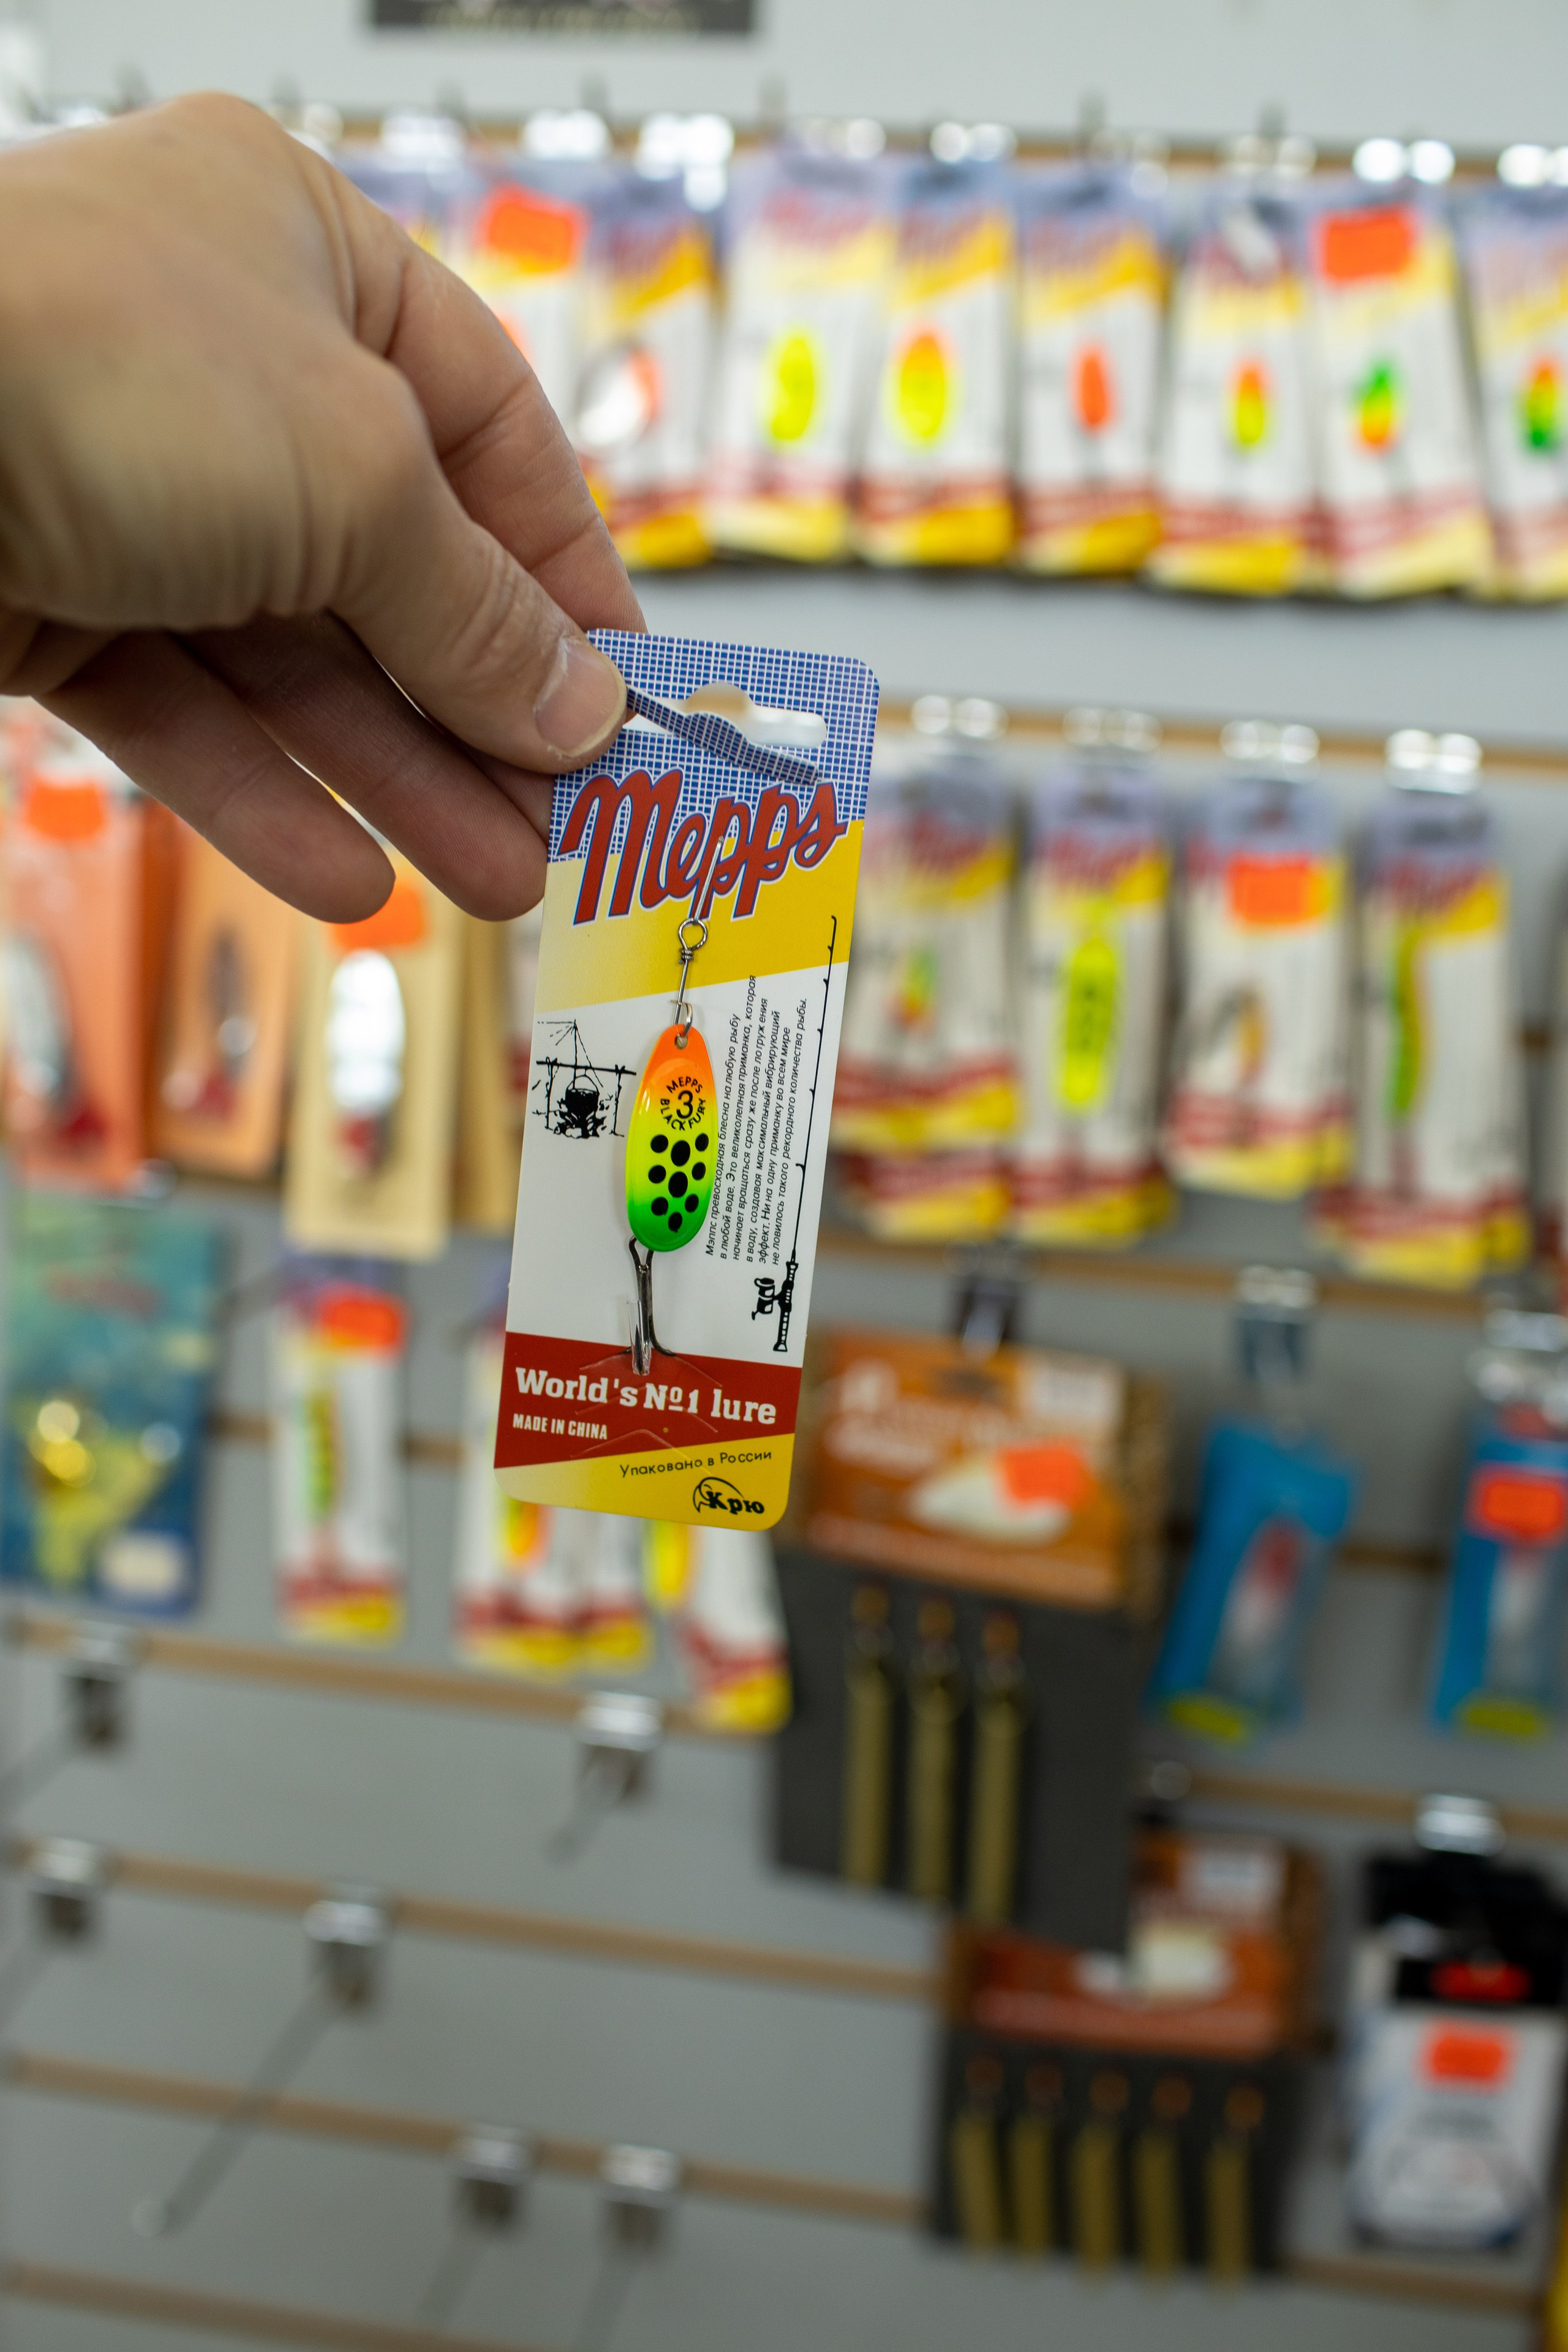 Mepps
MEPPS
3
BLACK FURY
Мэппс превосходная блесна на любую рыбу
в любой воде. Это великолепная приманка, которая
начинает вращаться сразу же после погружения
в воду, создавая максимальный вибрирующий
эффект. Ни на одну приманку во всем мире
не ловилось такого рекордного количества рыбы.
World's №1 lure
MADE IN CHINA
Упаковано в России
Крю